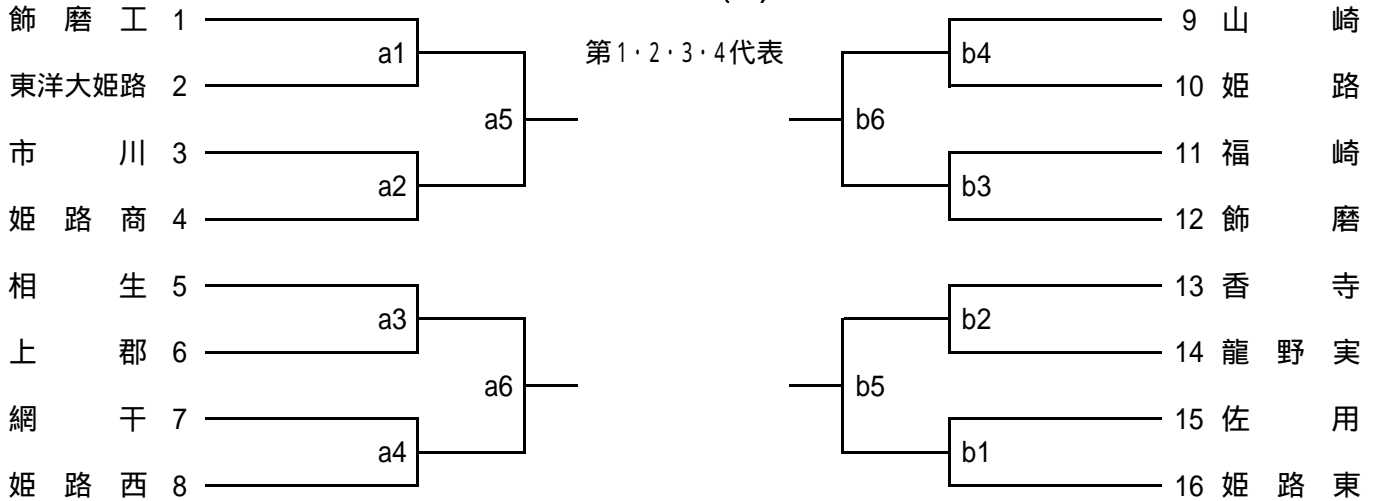 飾磨工 1
a1
東洋大姫路 2
a5
市川 3
a2
姫路商 4
相生 5
a3
上郡 6
a6
網干 7
a4
姫路西 8
第1・2・3・4代表
9 山崎
b4
10 姫路
b6
11 福崎
b3
12 飾磨
13 香寺
b2
14 龍野実
b5
15 佐用
b1
16 姫路東